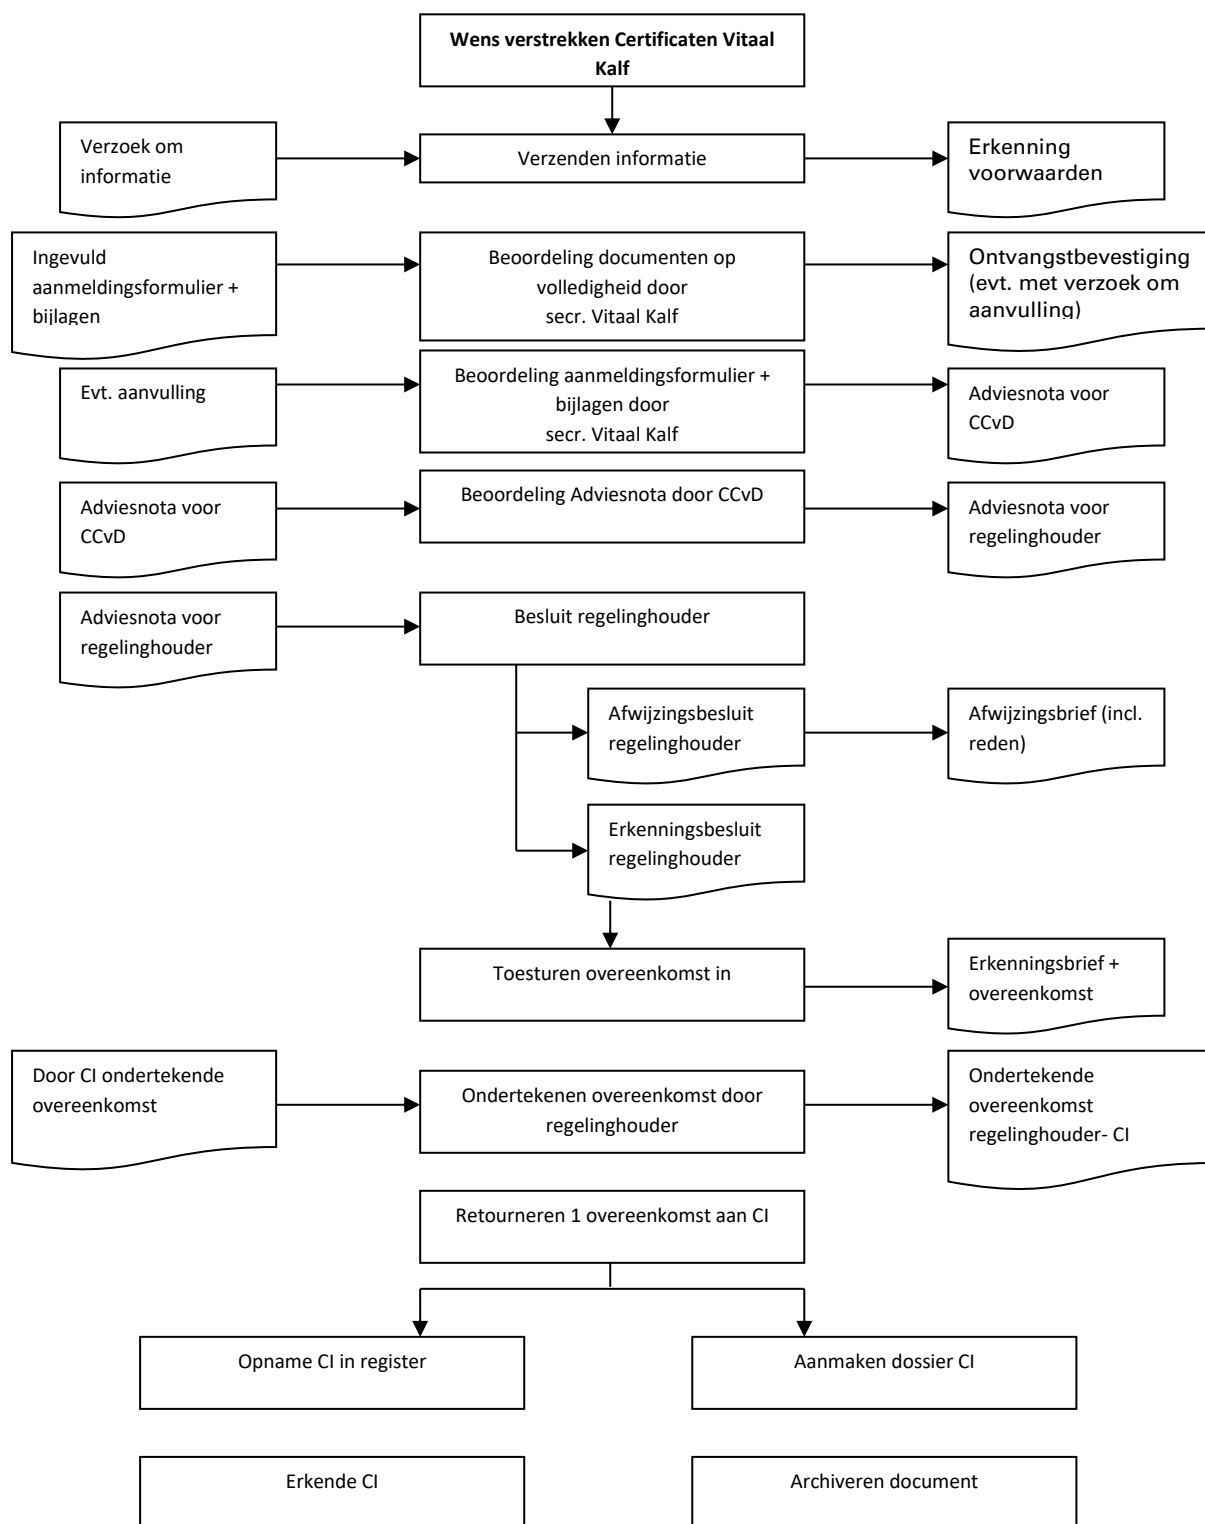 Wens verstrekken Certificaten Vitaal
Kalf
Verzoek om
informatie
Verzenden informatie
Erkenning
voorwaarden
Ingevuld
aanmeldingsformulier +
bijlagen
Beoordeling documenten op
volledigheid door
secr. Vitaal Kalf
Ontvangstbevestiging
(evt. met verzoek om
aanvulling)
Evt. aanvulling
Beoordeling aanmeldingsformulier +
bijlagen door
secr. Vitaal Kalf
Adviesnota voor
CCvD
Adviesnota voor
CCvD
Beoordeling Adviesnota door CCvD
Adviesnota voor
regelinghouder
Adviesnota voor
regelinghouder
Besluit regelinghouder
Afwijzingsbesluit
regelinghouder
Afwijzingsbrief (incl.
reden)
Erkenningsbesluit
regelinghouder
Toesturen overeenkomst in
Erkenningsbrief +
overeenkomst
Door CI ondertekende
overeenkomst
Ondertekenen overeenkomst door
regelinghouder
Ondertekende
overeenkomst
regelinghouder- CI
Retourneren 1 overeenkomst aan CI
Opname CI in register
Aanmaken dossier CI
Erkende CI
Archiveren document